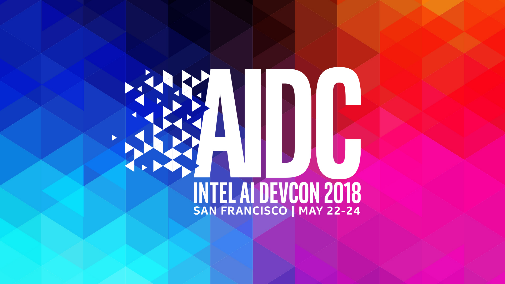 AIDC
INTEL AI DEVCON 2018
SAN FRANCISCO | MAY 22-24